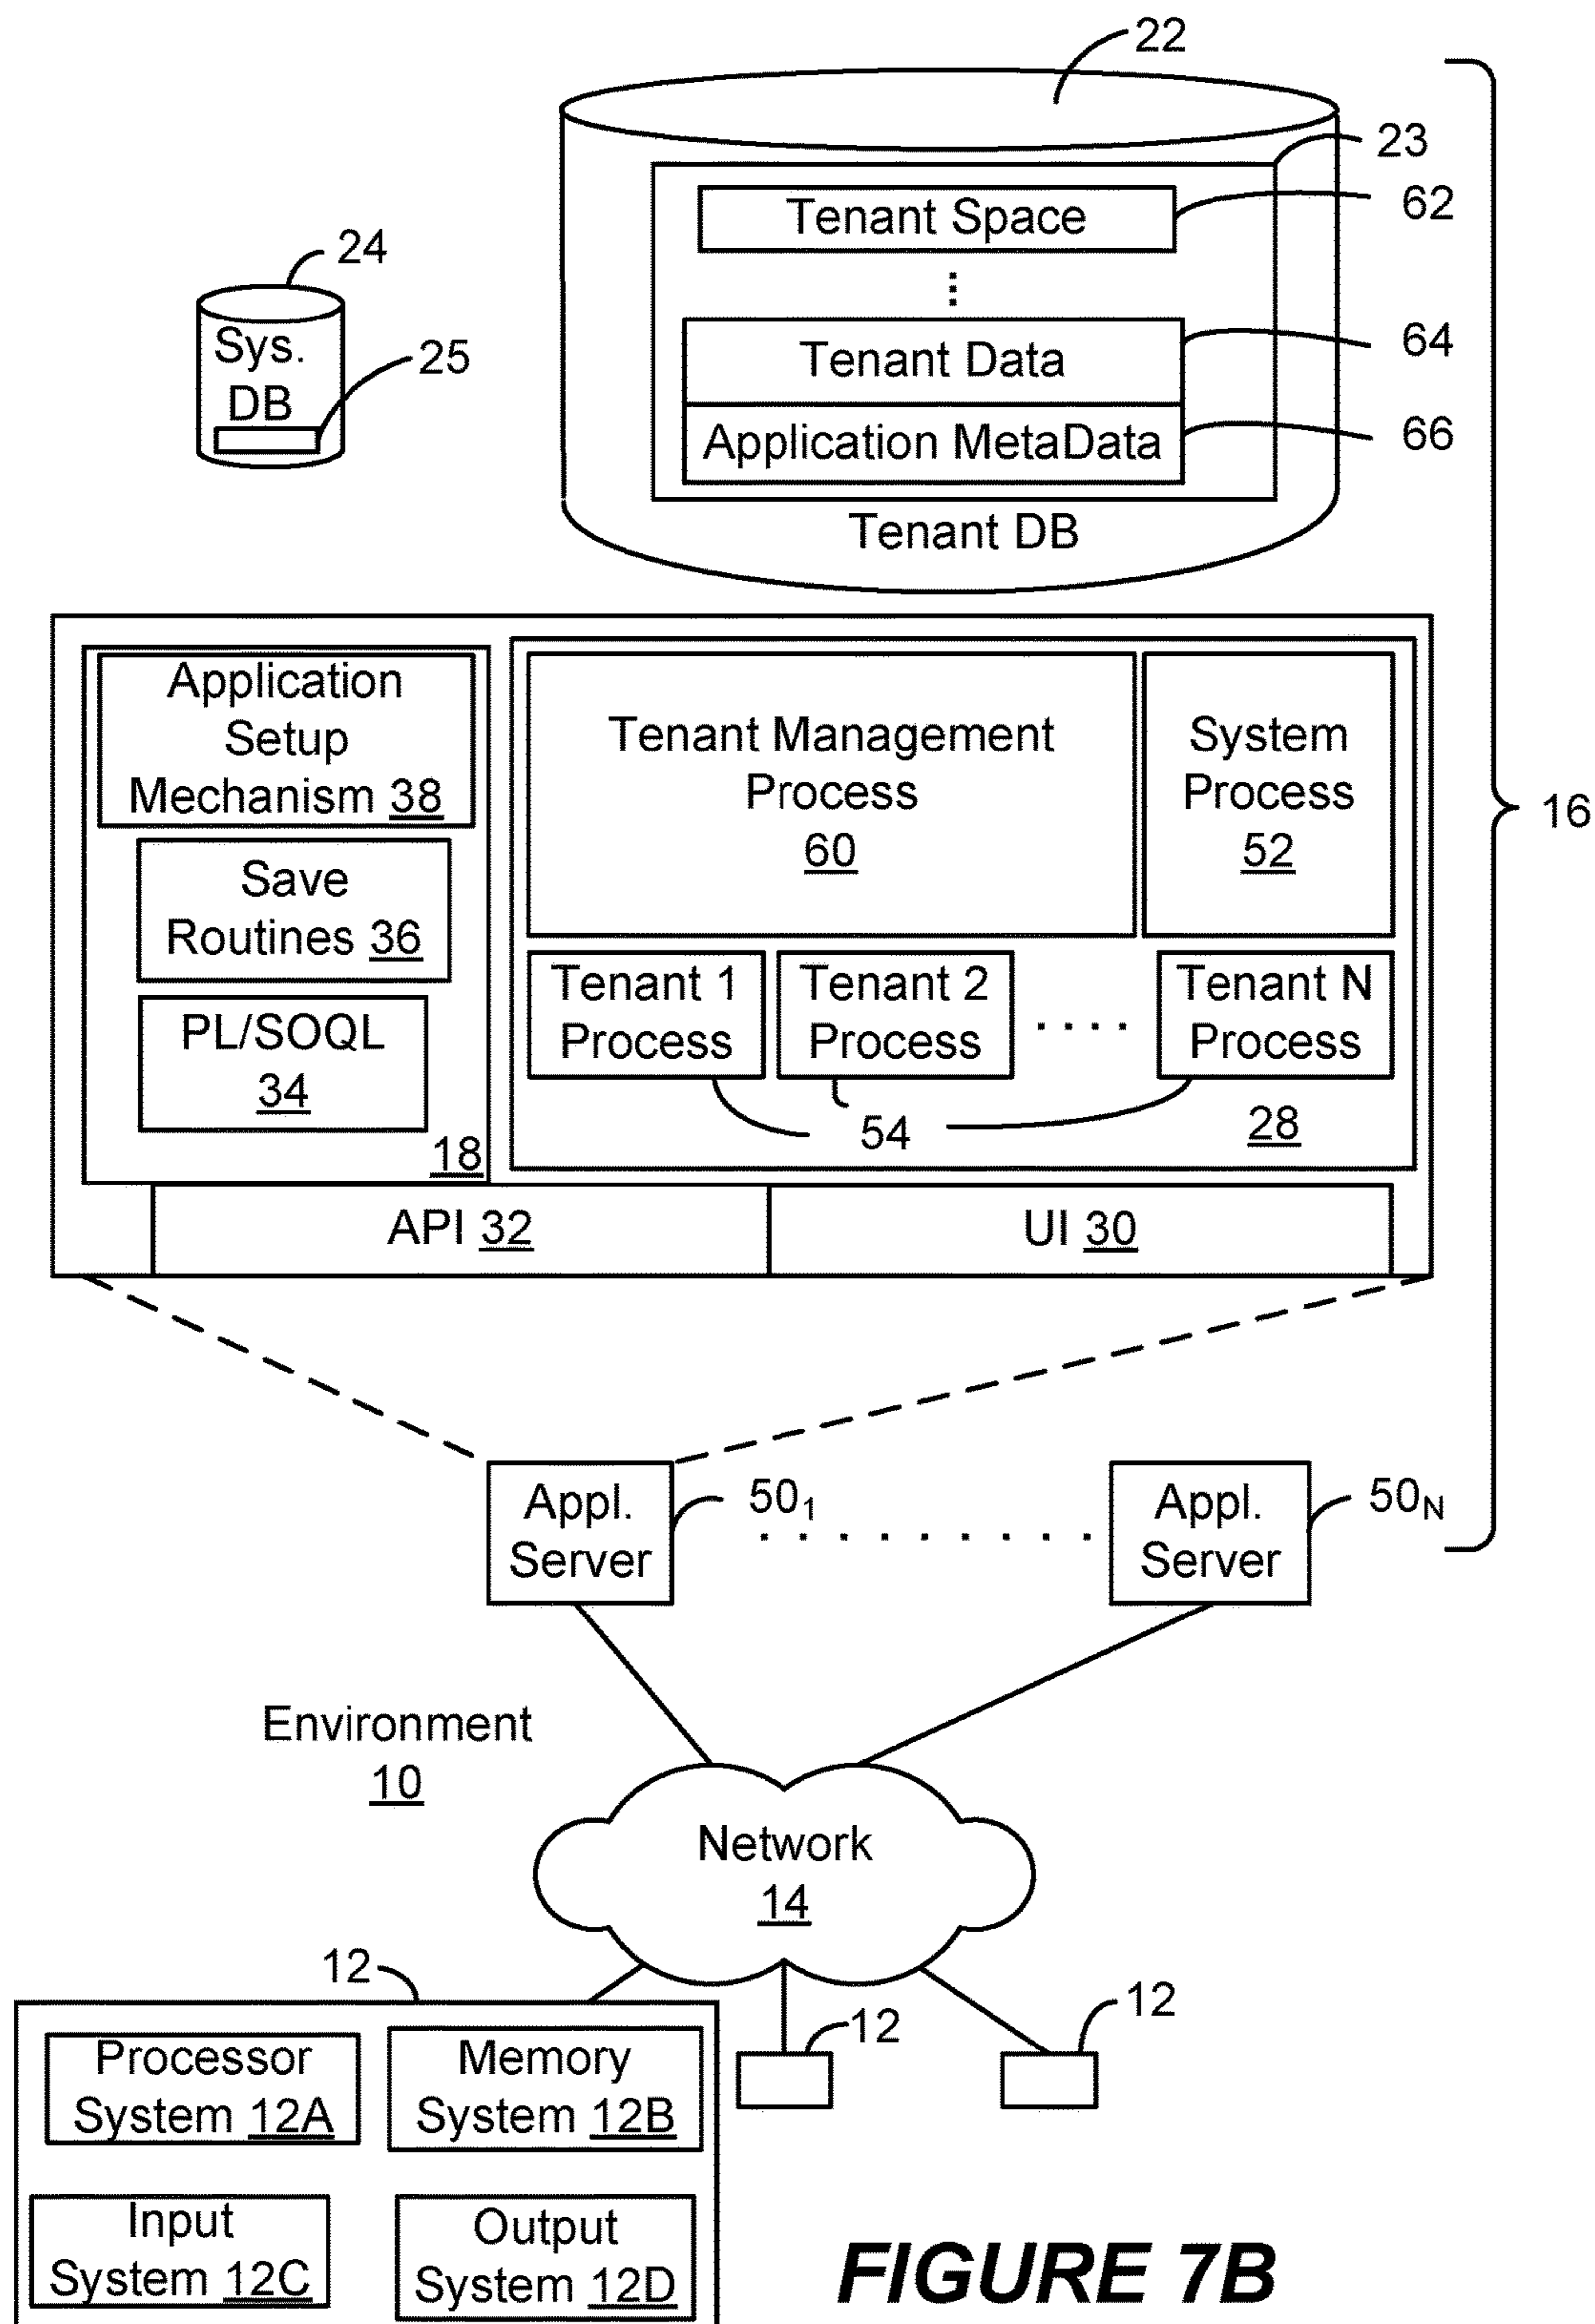 22
23
Tenant Space
62
24
Sys.
DB
25
Tenant Data
64
Application MetaData
66
Tenant DB
16
Application
Setup
Mechanism 38
Tenant Management
Process
60
System
Process
52
Save
Routines 36
Tenant 1
Process
Tenant 2
Process
....
Tenant N
Process
PL/SOQL
34
54
28
18
API 32
UI 30
Appl.
Server
50₁
. . . . . . . . .
Appl.
Server
50N
Environment
10
Network
14
12
12
12
Processor
System 12A
Memory
System 12B
Input
System 12C
Output
System 12D
FIGURE 7B